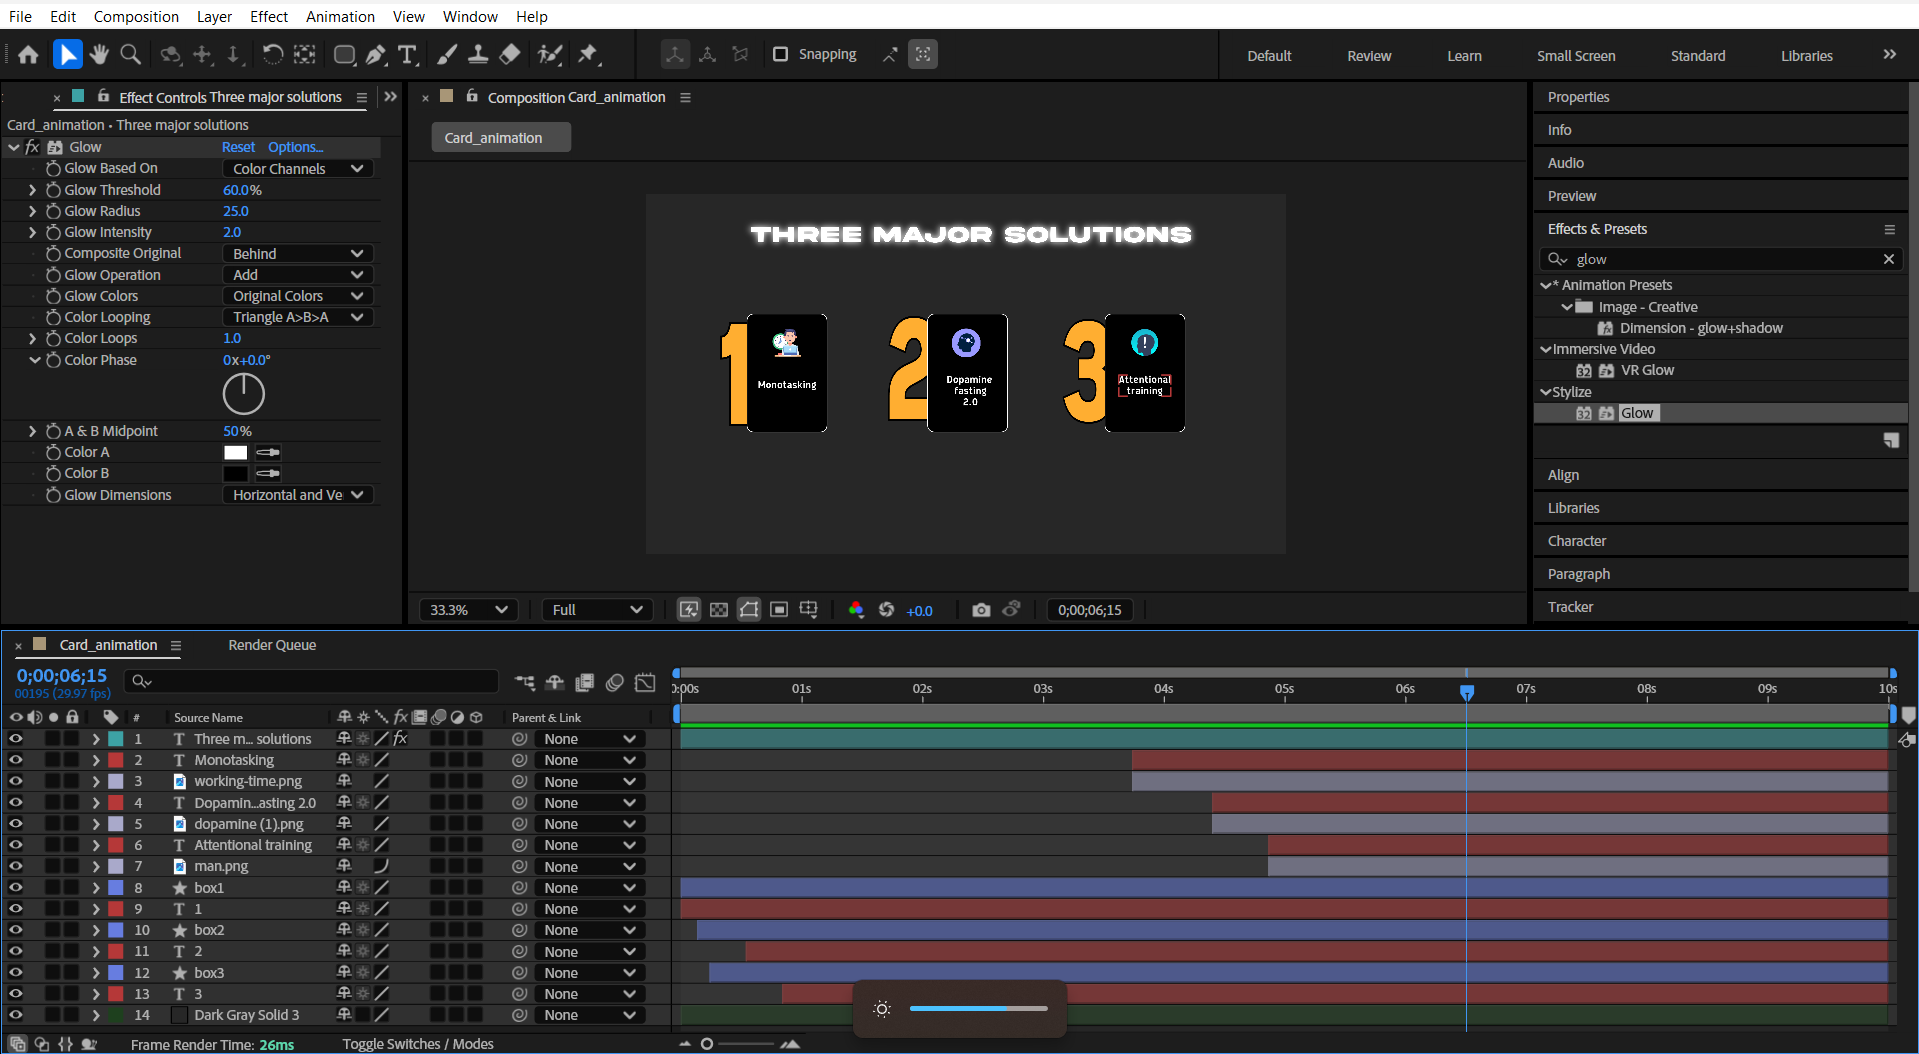 File Edit Composition Layer Effect Animation View Window Help
Snapping
Default Review Learn Small Screen Standard Libraries
Effect Controls Three major solutions
Card_animation • Three major solutions
fx Glow Reset Options...
Glow Based On Color Channels
Glow Threshold 60.0%
Glow Radius 25.0
Glow Intensity 2.0
Composite Original Behind
Glow Operation Add
Glow Colors Original Colors
Color Looping Triangle A>B>A
Color Loops 1.0
Color Phase 0x+0.0°
A & B Midpoint 50%
Color A
Color B
Glow Dimensions Horizontal and Ve
Composition Card_animation
Card_animation
THREE MAJOR SOLUTIONS
1
Monotasking
2
Dopamine
fasting
2.0
3
Attentional
training
33.3% Full +0.0 0;00;06;15
Properties
Info
Audio
Preview
Effects & Presets
glow
* Animation Presets
Image - Creative
Dimension - glow+shadow
Immersive Video
32 VR Glow
Stylize
32 Glow
Align
Libraries
Character
Paragraph
Tracker
Card_animation Render Queue
0;00;06;15
00195 (29.97 fps)
0:00s 01s 02s 03s 04s 05s 06s 07s 08s 09s 10s
# Source Name fx Parent & Link
1 T Three m... solutions fx None
2 T Monotasking None
3 working-time.png None
4 T Dopamin...asting 2.0 None
5 dopamine (1).png None
6 T Attentional training None
7 man.png None
8 box1 None
9 T 1 None
10 box2 None
11 T 2 None
12 box3 None
13 T 3 None
14 Dark Gray Solid 3 None
Frame Render Time: 26ms Toggle Switches / Modes